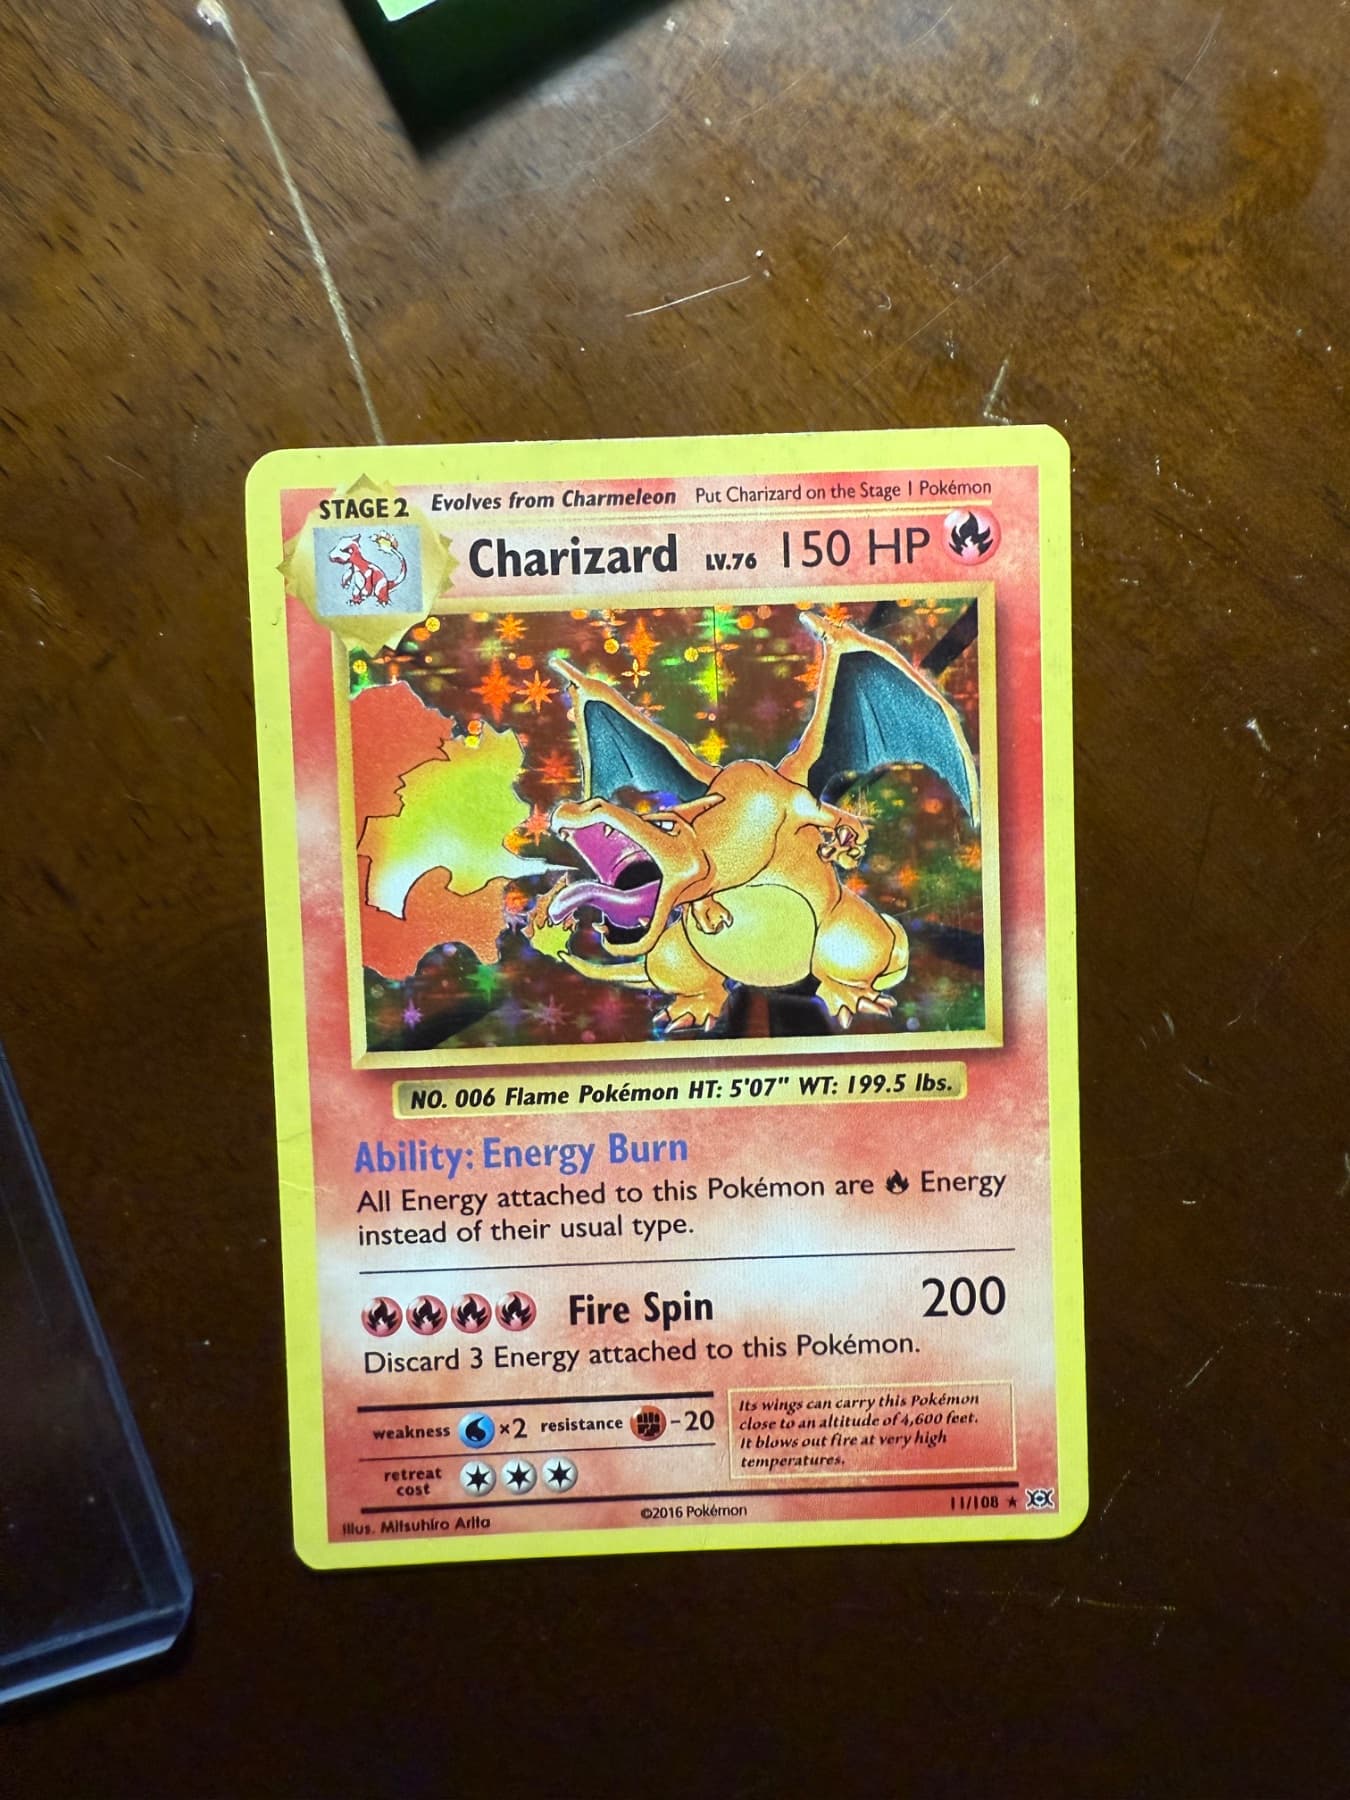 STAGE 2 Evolves from Charmeleon Put Charizard on the Stage 1 Pokémon
Charizard LV.76 150 HP
NO. 006 Flame Pokémon HT: 5'07" WT: 199.5 lbs.
Ability: Energy Burn
All Energy attached to this Pokémon are Energy
instead of their usual type.
Fire Spin 200
Discard 3 Energy attached to this Pokémon.
weakness ×2 resistance -20
retreat
cost
Its wings can carry this Pokémon
close to an altitude of 4,600 feet.
It blows out fire at very high
temperatures.
Illus. Mitsuhiro Arita
©2016 Pokémon
11/108 ★